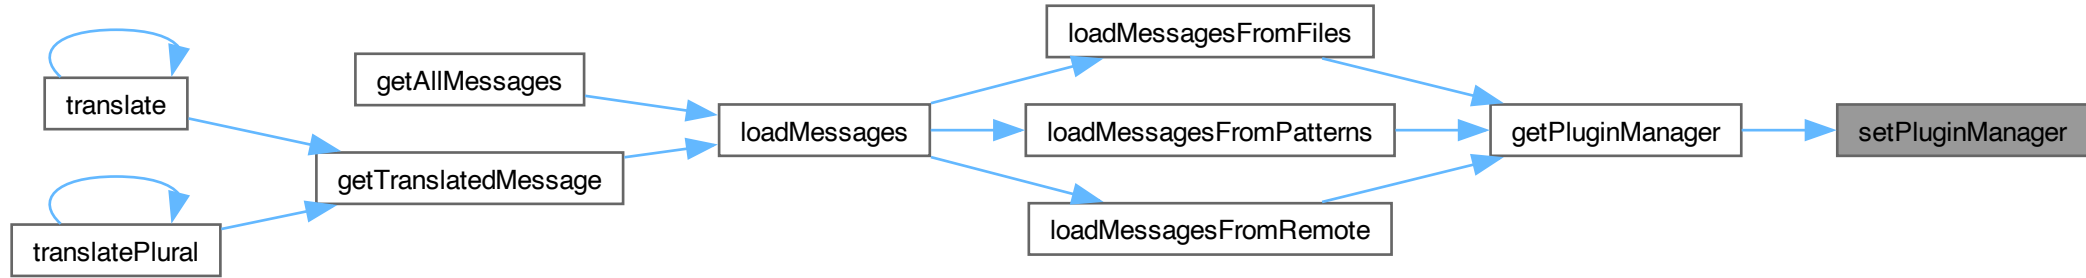 translate
translatePlural
getAllMessages
getTranslatedMessage
loadMessages
loadMessagesFromFiles
loadMessagesFromPatterns
loadMessagesFromRemote
getPluginManager
setPluginManager